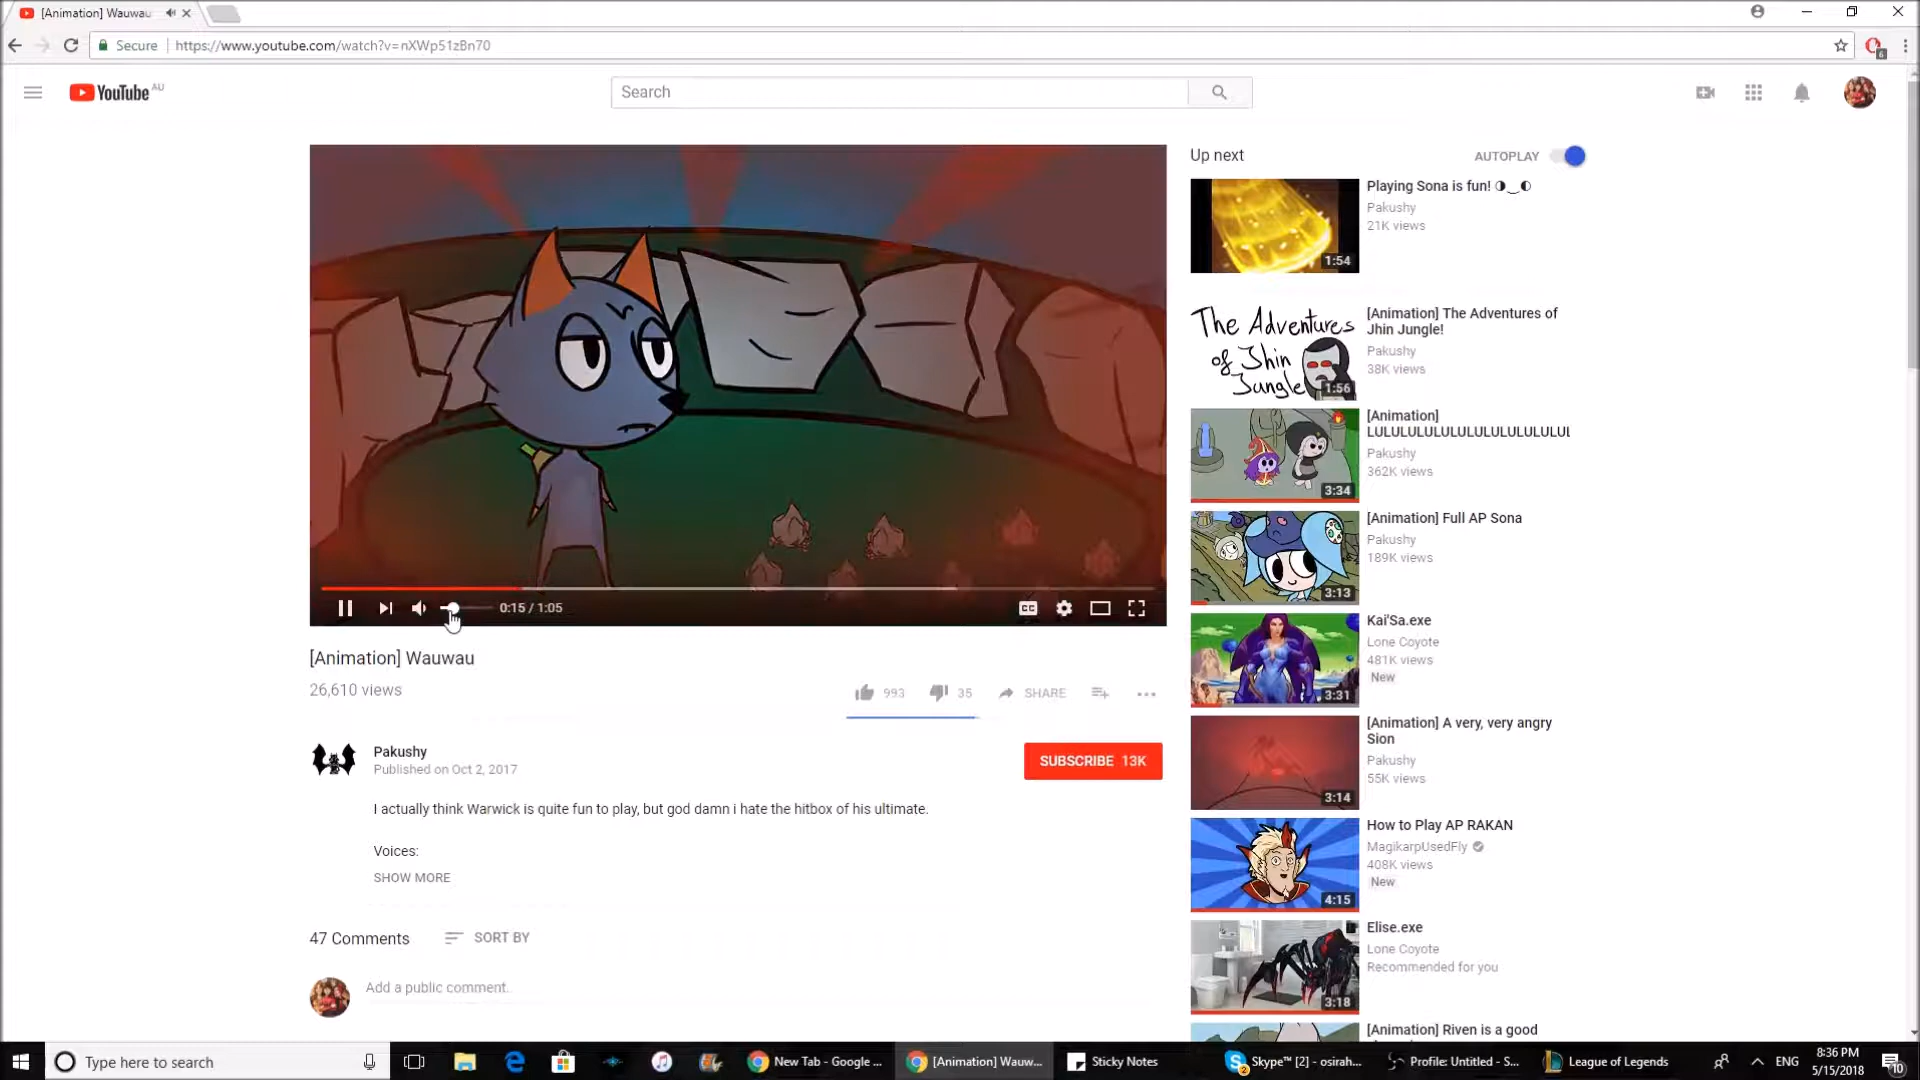 [Animation] Wauwau
Secure
https://www.youtube.com/watch?v=nXWp51zBn70
6
YouTube AU
Search
0:15 / 1:05
CC
[Animation] Wauwau
26,610 views
993
35
SHARE
Pakushy
Published on Oct 2, 2017
SUBSCRIBE 13K
I actually think Warwick is quite fun to play, but god damn i hate the hitbox of his ultimate.
Voices:
SHOW MORE
47 Comments
SORT BY
Add a public comment.
Up next
AUTOPLAY
1:54
Playing Sona is fun! ◑‿◐
Pakushy
21K views
The Adventures
of Jhin
Jungle
1:56
[Animation] The Adventures of
Jhin Jungle!
Pakushy
38K views
3:34
[Animation]
LULULULULULULULULULULUL
Pakushy
362K views
3:13
[Animation] Full AP Sona
Pakushy
189K views
3:31
Kai'Sa.exe
Lone Coyote
481K views
New
3:14
[Animation] A very, very angry
Sion
Pakushy
55K views
4:15
How to Play AP RAKAN
MagikarpUsedFly
408K views
New
3:18
Elise.exe
Lone Coyote
Recommended for you
[Animation] Riven is a good
Type here to search
New Tab - Google ...
[Animation] Wauw...
Sticky Notes
2
Skype™ [2] - osirah...
Profile: Untitled - S...
League of Legends
ENG
8:36 PM
5/15/2018
10